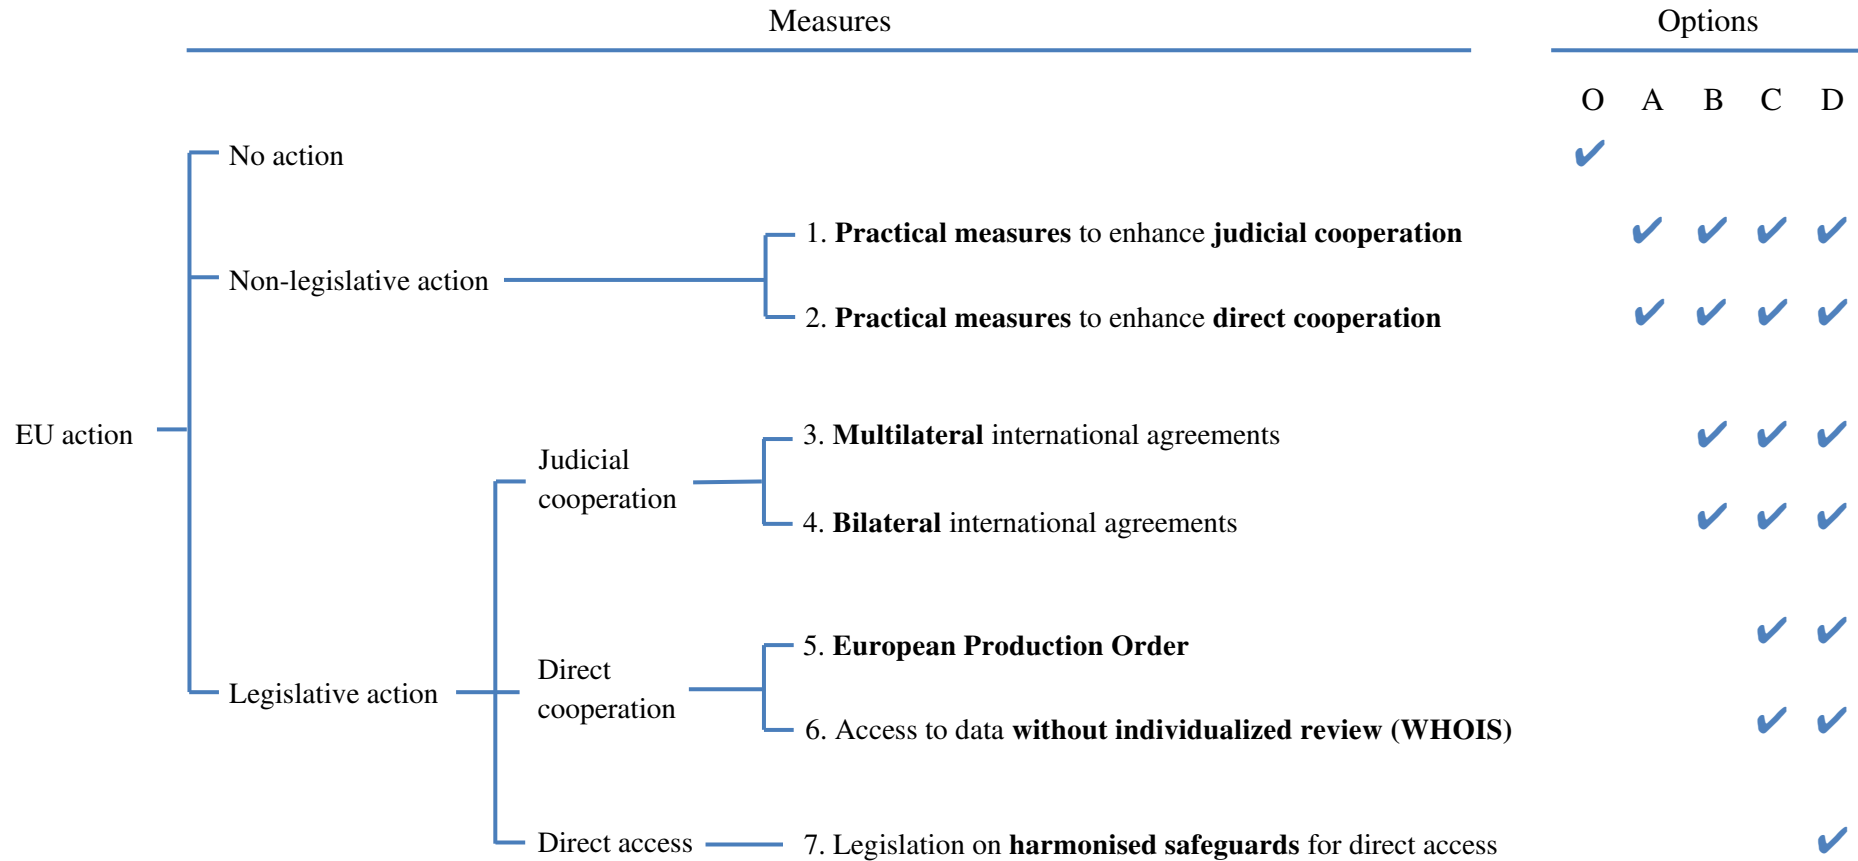 Measures
Options
O A B C D
No action
✔
1. Practical measures to enhance judicial cooperation
✔ ✔ ✔ ✔
Non-legislative action
2. Practical measures to enhance direct cooperation
✔ ✔ ✔ ✔
EU action
3. Multilateral international agreements
✔ ✔ ✔
Judicial
cooperation
4. Bilateral international agreements
✔ ✔ ✔
5. European Production Order
✔ ✔
Direct
cooperation
Legislative action
6. Access to data without individualized review (WHOIS)
✔ ✔
Direct access
7. Legislation on harmonised safeguards for direct access
✔